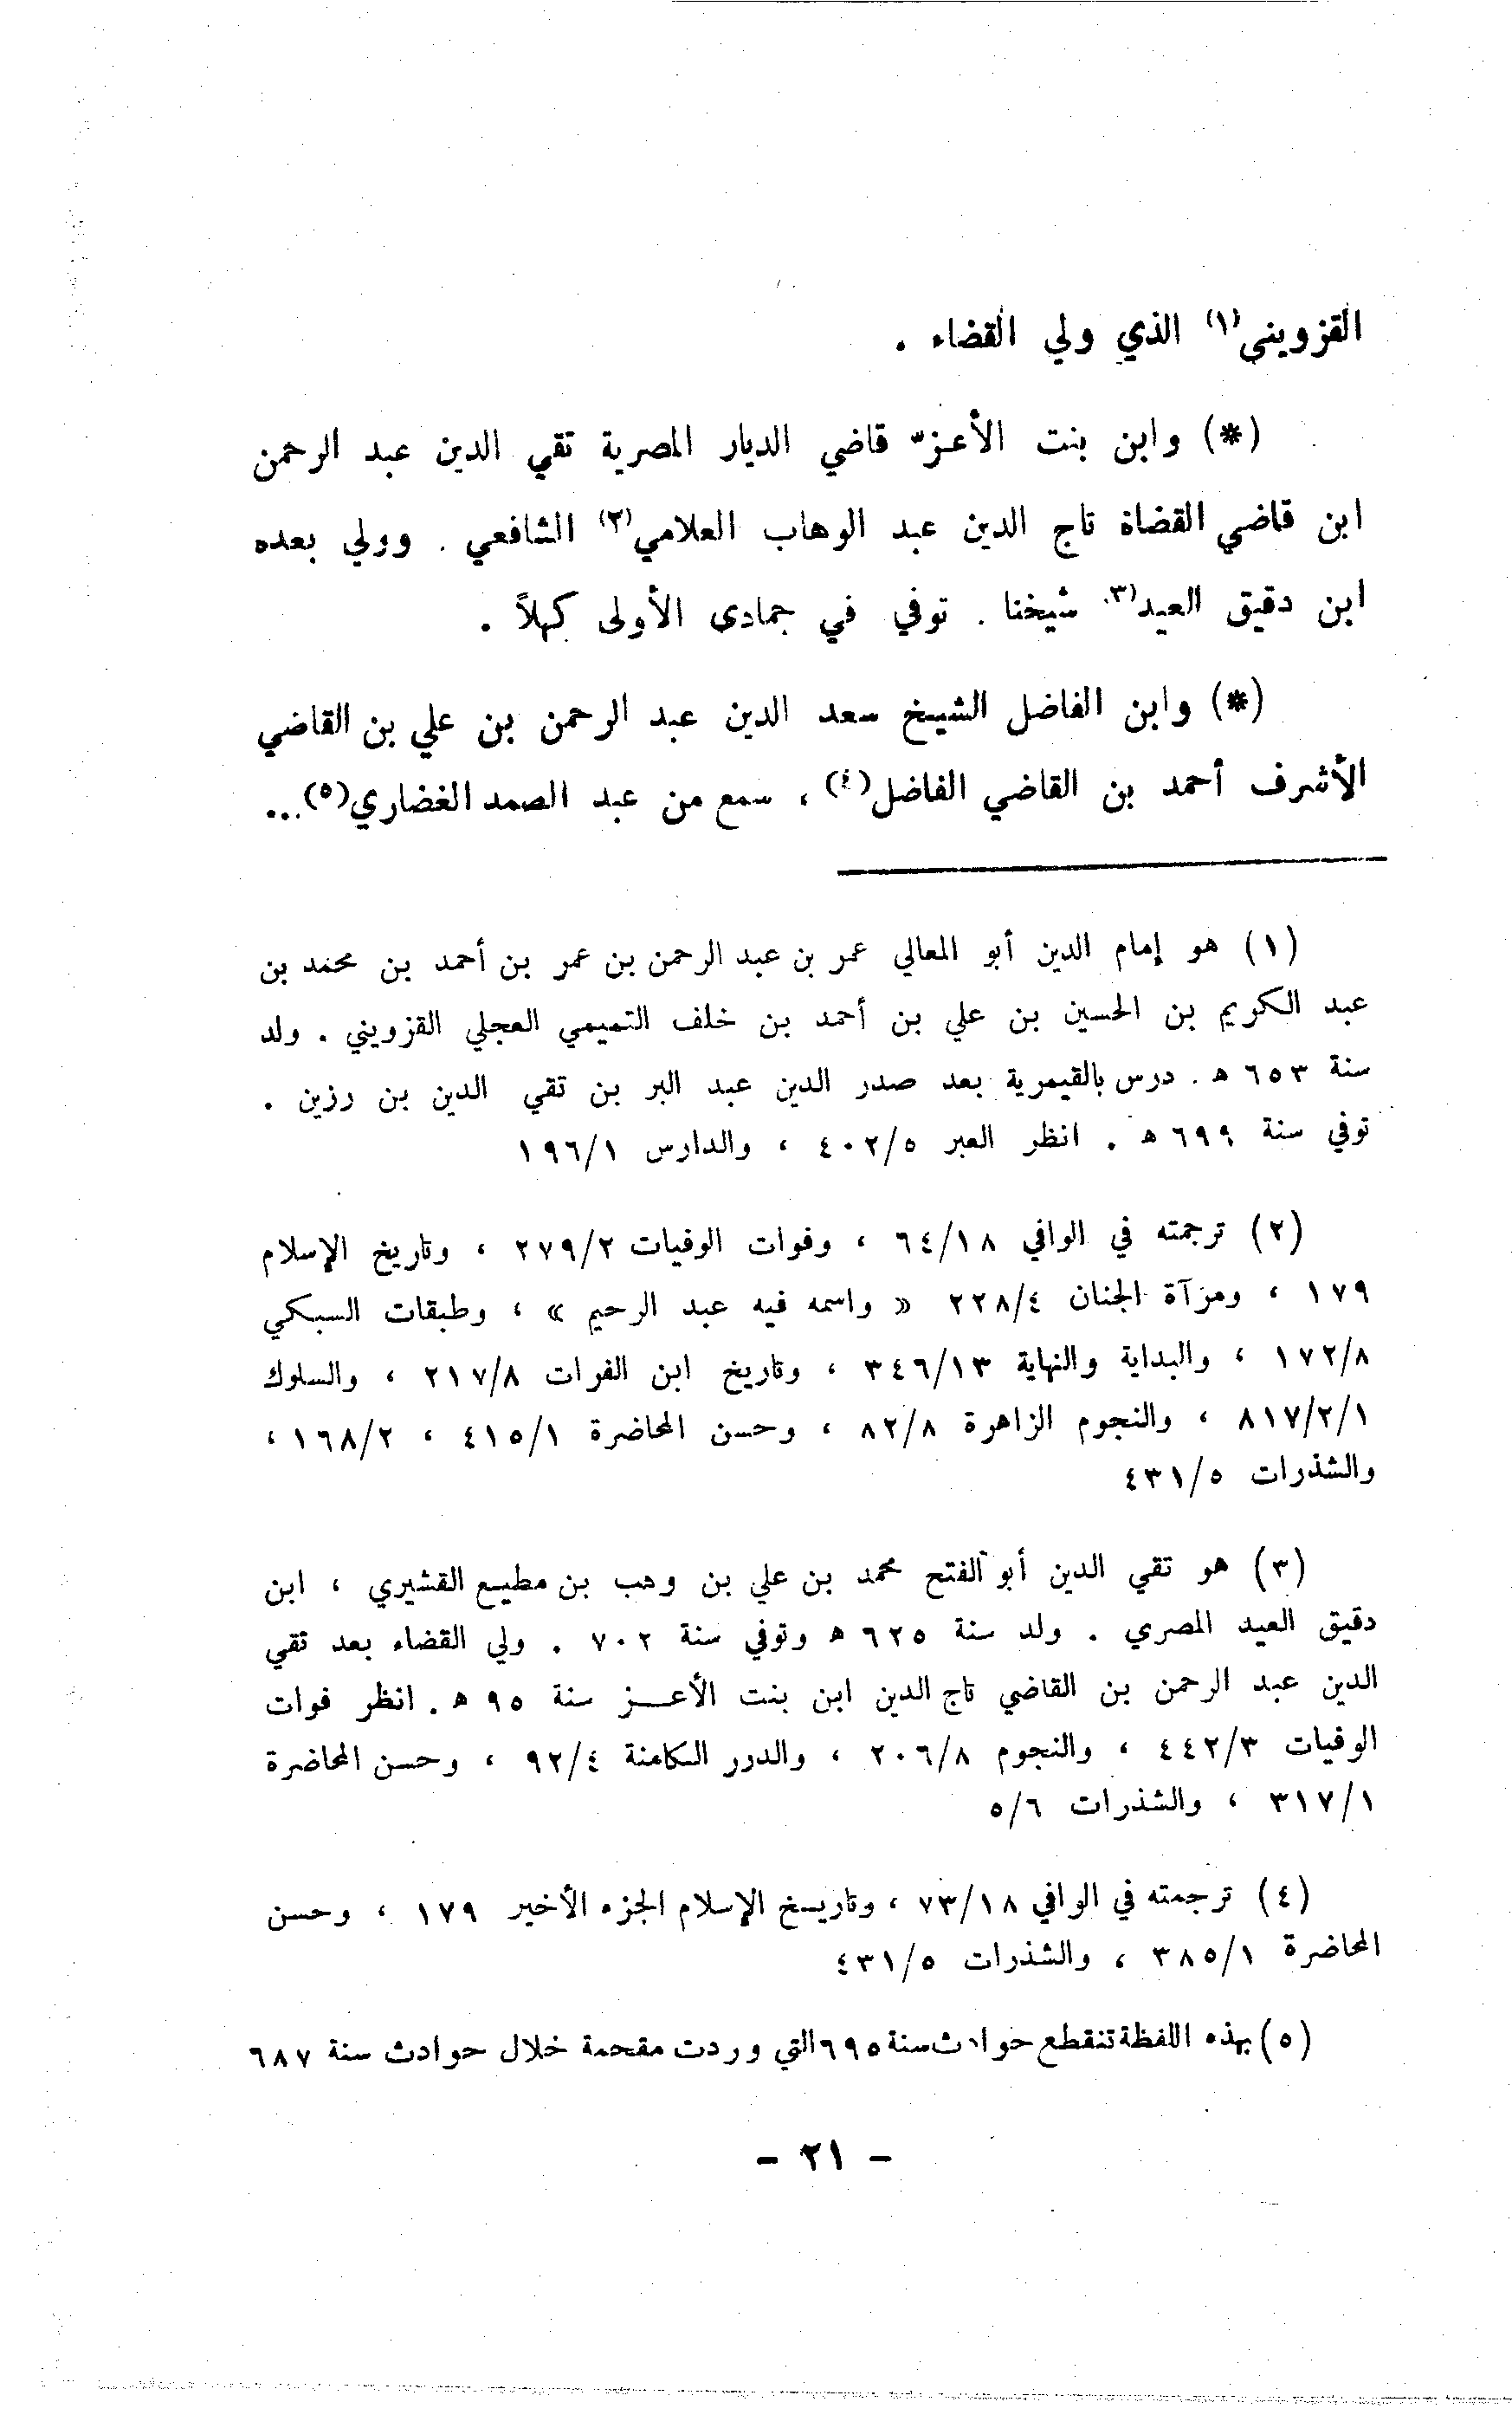 القزويني(١) الذي ولي القضاء .
(*) وابن بنت الأعزّ قاضي الديار المصرية تقي الدين عبد الرحمن
ابن قاضي القضاة تاج الدين عبد الوهاب العلامي(٢) الشافعي . وولي بعده
ابن دقيق العيد(٣) شيخنا . توفي في جمادى الأولى كهلاً .
(*) وابن الفاضل الشيخ سعد الدين عبد الرحمن بن علي بن القاضي
الأشرف أحمد بن القاضي الفاضل(٤) ، سمع من عبد الصمد الغضاري(٥)...
(١) هو إمام الدين أبو المعالي عمر بن عبد الرحمن بن عمر بن أحمد بن محمد بن
عبد الكريم بن الحسين بن علي بن أحمد بن خلف التميمي العجلي القزويني . ولد
سنة ٦٥٣ ه . درس بالقيمرية بعد صدر الدين عبد البر بن تقي الدين بن رزين .
توفي سنة ٦٩٩ ه . انظر العبر ٤٠٢/٥ ، والدارس ١٩٦/١
(٢) ترجمته في الوافي ٦٤/١٨ ، وفوات الوفيات ٢٧٩/٢ ، وتاريخ الإسلام
١٧٩ ، ومرآة الجنان ٢٢٨/٤ « واسمه فيه عبد الرحيم » ، وطبقات السبكي
١٧٢/٨ ، والبداية والنهاية ٣٤٦/١٣ ، وتاريخ ابن الفرات ٢١٧/٨ ، والسلوك
٨١٧/٢/١ ، والنجوم الزاهرة ٨٢/٨ ، وحسن المحاضرة ٤١٥/١ ، ١٦٨/٢ ،
والشذرات ٤٣١/٥
(٣) هو تقي الدين أبو الفتح محمد بن علي بن وهب بن مطيع القشيري ، ابن
دقيق العيد المصري . ولد سنة ٦٢٥ ه وتوفي سنة ٧٠٢ . ولي القضاء بعد تقي
الدين عبد الرحمن بن القاضي تاج الدين ابن بنت الأعــز سنة ٩٥ ه . انظر فوات
الوفيات ٤٤٢/٣ ، والنجوم ٢٠٦/٨ ، والدرر الكامنة ٩٢/٤ ، وحسن المحاضرة
٣١٧/١ ، والشذرات ٥/٦
(٤) ترجمته في الوافي ٧٣/١٨ ، وتاريخ الإسلام الجزء الأخير ١٧٩ ، وحسن
المحاضرة ٣٨٥/١ ، والشذرات ٤٣١/٥
(٥) بهذه اللفظة تنقطع حوادث سنة ٦٩٥ التي وردت مقحمة خلال حوادث سنة ٦٨٧
- ٢١ -